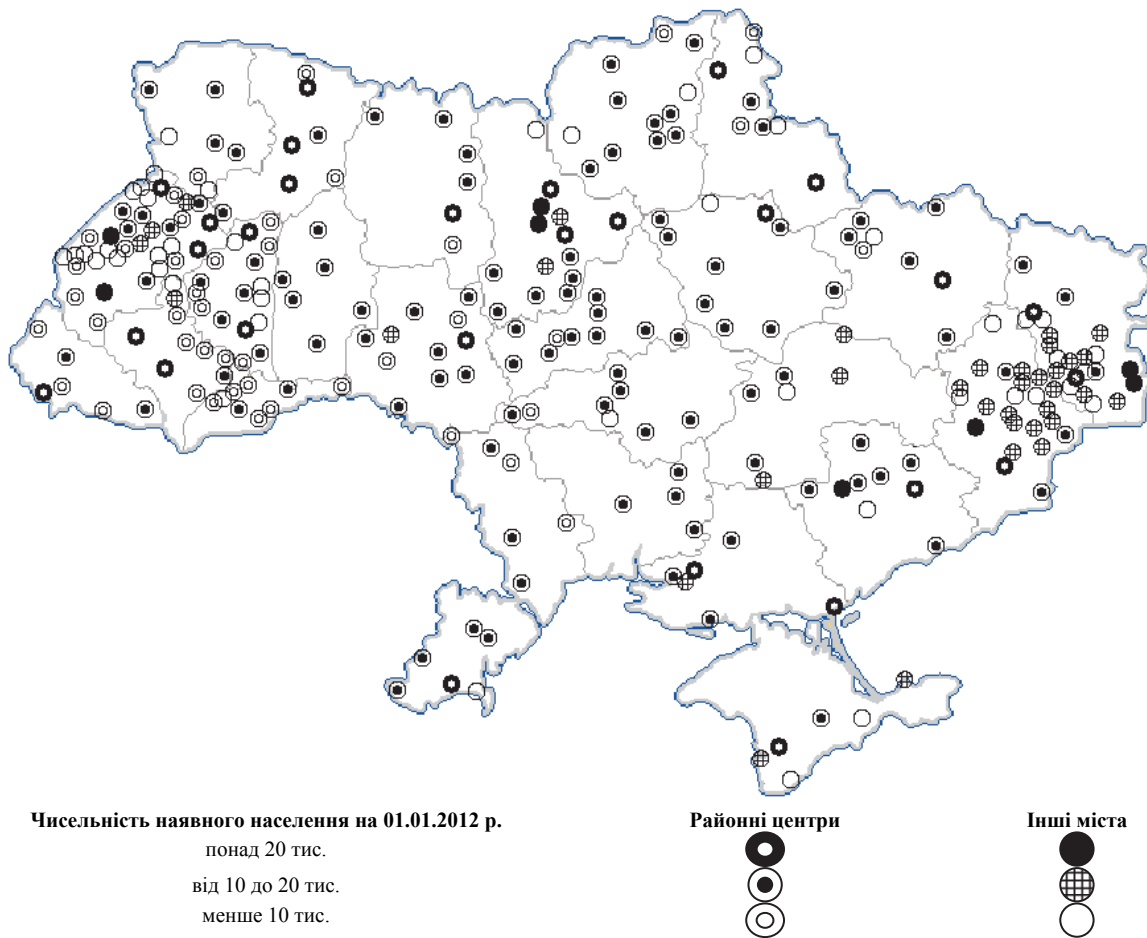 Чисельність наявного населення на 01.01.2012 р. Районні центри Інші міста
понад 20 тис.
від 10 до 20 тис.
менше 10 тис.